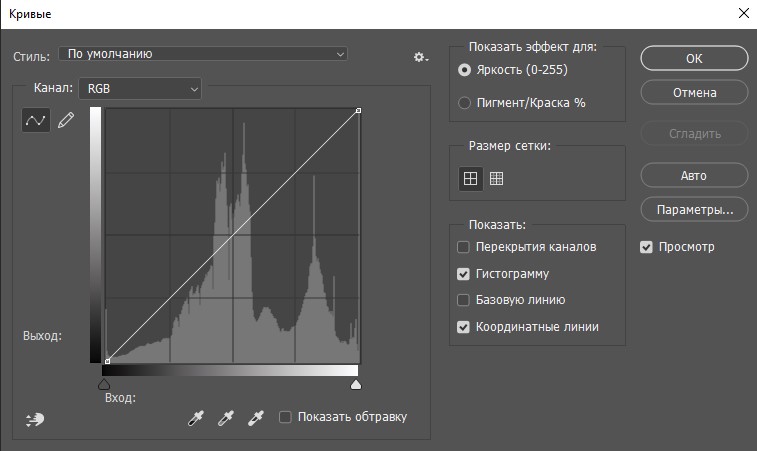 Кривые
Стиль: По умолчанию
Канал: RGB
Выход:
Вход:
Показать обтравку
Показать эффект для:
Яркость (0-255)
Пигмент/Краска %
Размер сетки:
Показать:
Перекрытия каналов
Гистограмму
Базовую линию
Координатные линии
ОК
Отмена
Сгладить
Авто
Параметры...
Просмотр